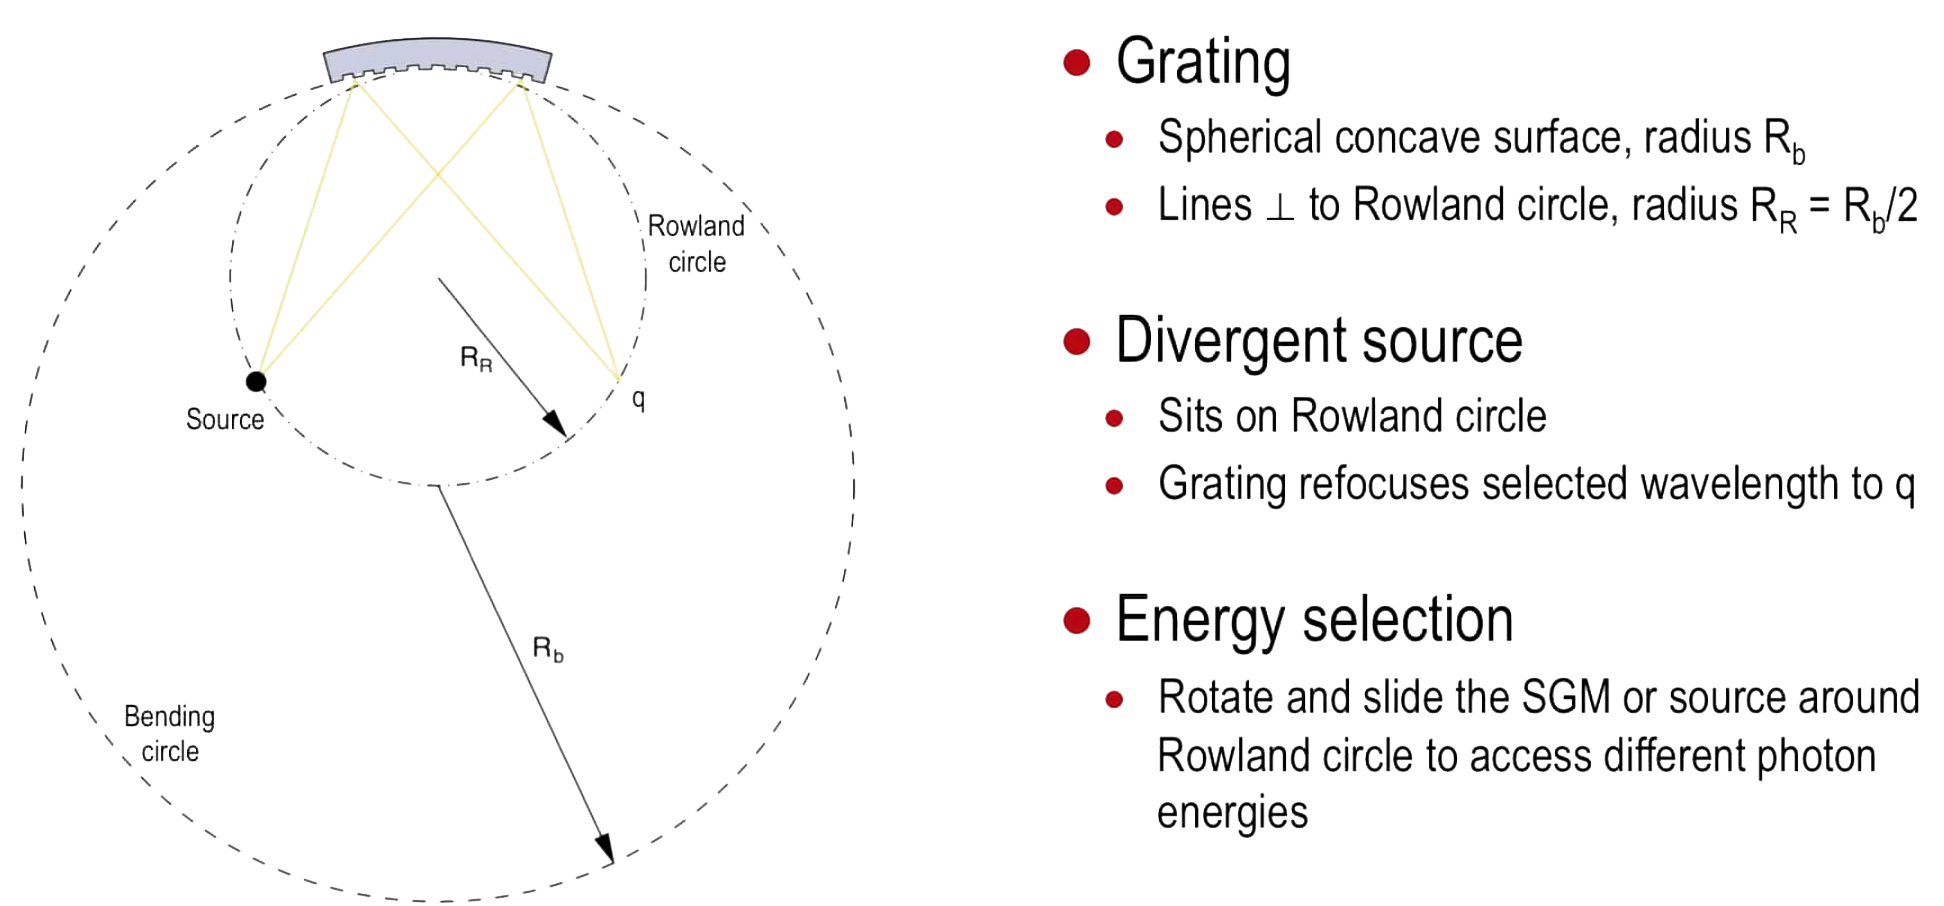 Rowland
circle
R_R
Source
q
R_b
Bending
circle
• Grating
• Spherical concave surface, radius R_b
• Lines ⊥ to Rowland circle, radius R_R = R_b/2
• Divergent source
• Sits on Rowland circle
• Grating refocuses selected wavelength to q
• Energy selection
• Rotate and slide the SGM or source around
Rowland circle to access different photon
energies